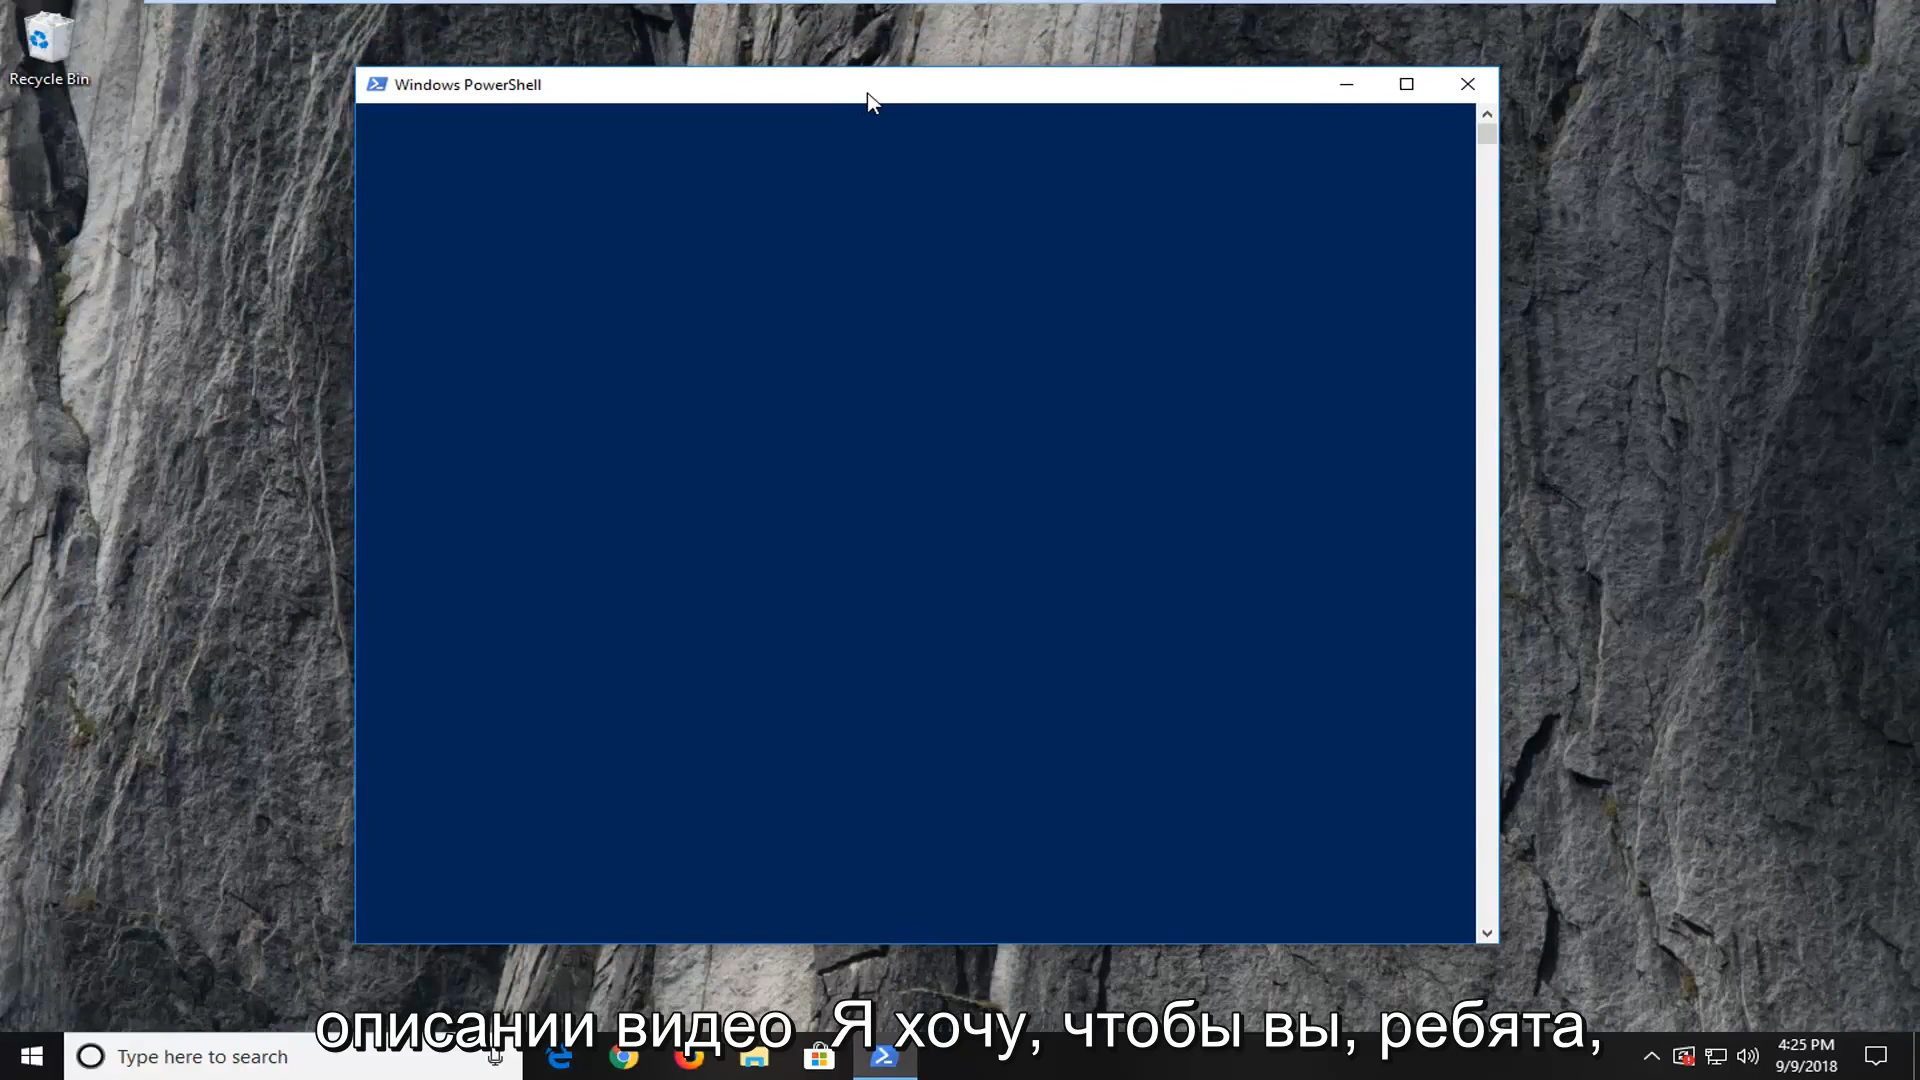 Recycle Bin
Windows PowerShell
описании видео Я хочу, чтобы вы, ребята,
Type here to search
4:25 PM
9/9/2018